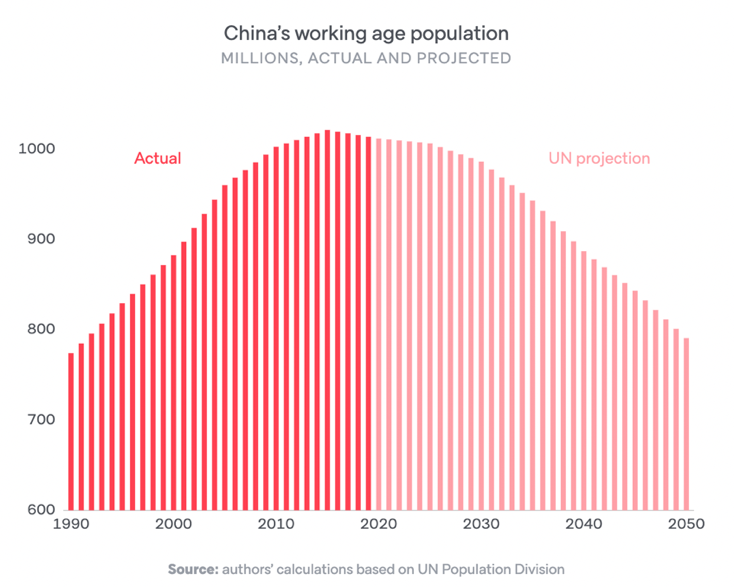 China's working age population
MILLIONS, ACTUAL AND PROJECTED
1000
Actual
UN projection
900
800
700
600
1990 2000 2010 2020 2030 2040 2050
Source: authors' calculations based on UN Population Division